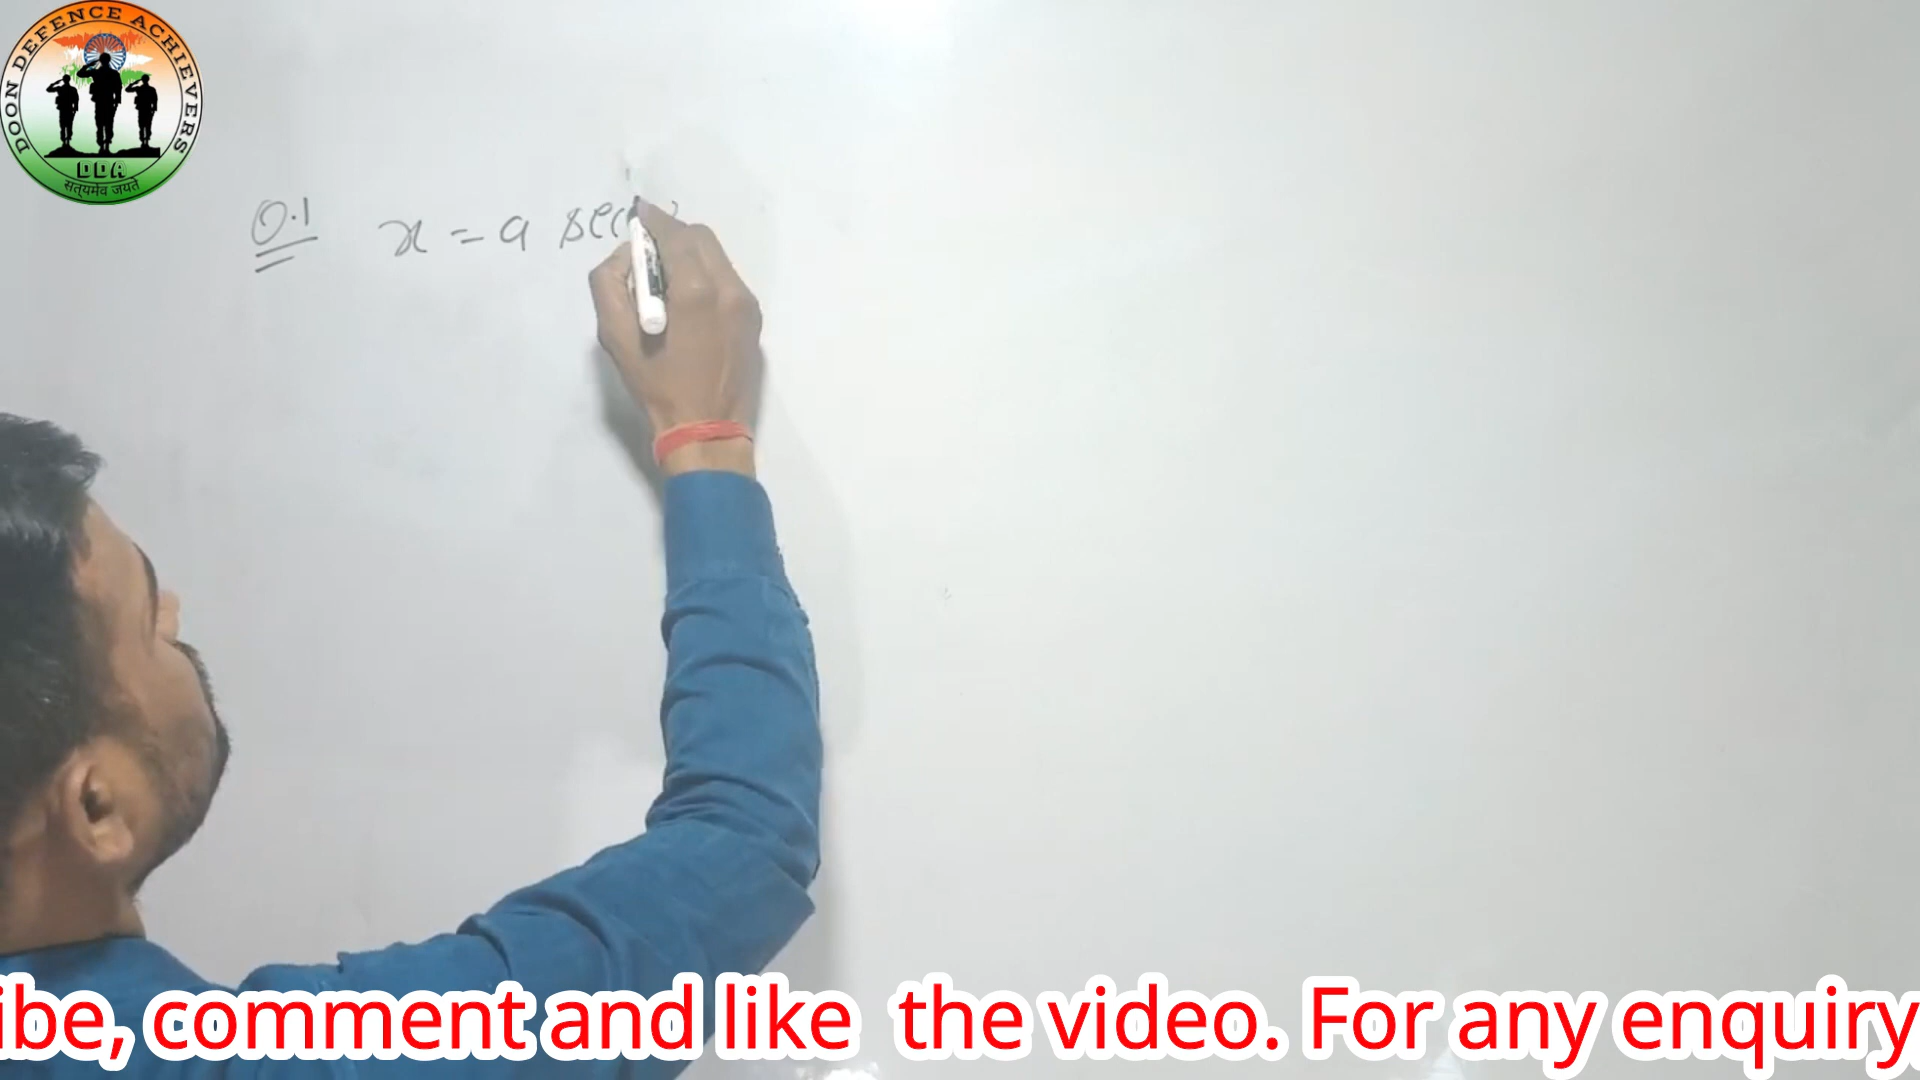 DOON DEFENCE ACHIEVERS
DDA
सत्यमेव जयते
Q.1 x = a sec
ibe, comment and like the video. For any enquiry